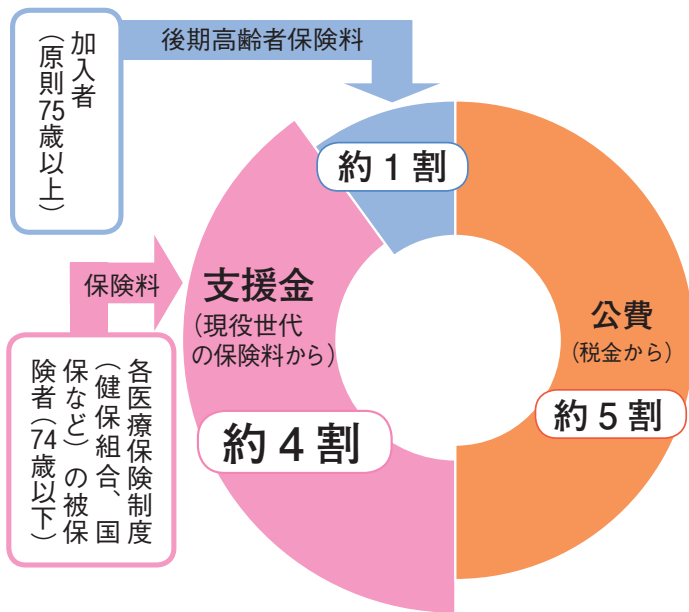 加入者
（原則75歳以上）
後期高齢者保険料
約1割
保険料
支援金
（現役世代
の保険料から）
約4割
公費
（税金から）
約5割
各医療保険制度
（健保組合、国
保など）の被保
険者（74歳以下）